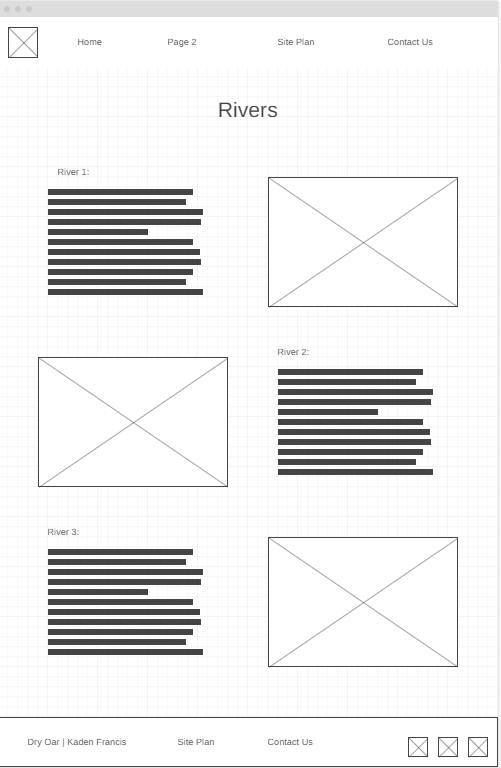 Home Page 2 Site Plan Contact Us
Rivers
River 1:
River 2:
River 3:
Dry Oar | Kaden Francis Site Plan Contact Us